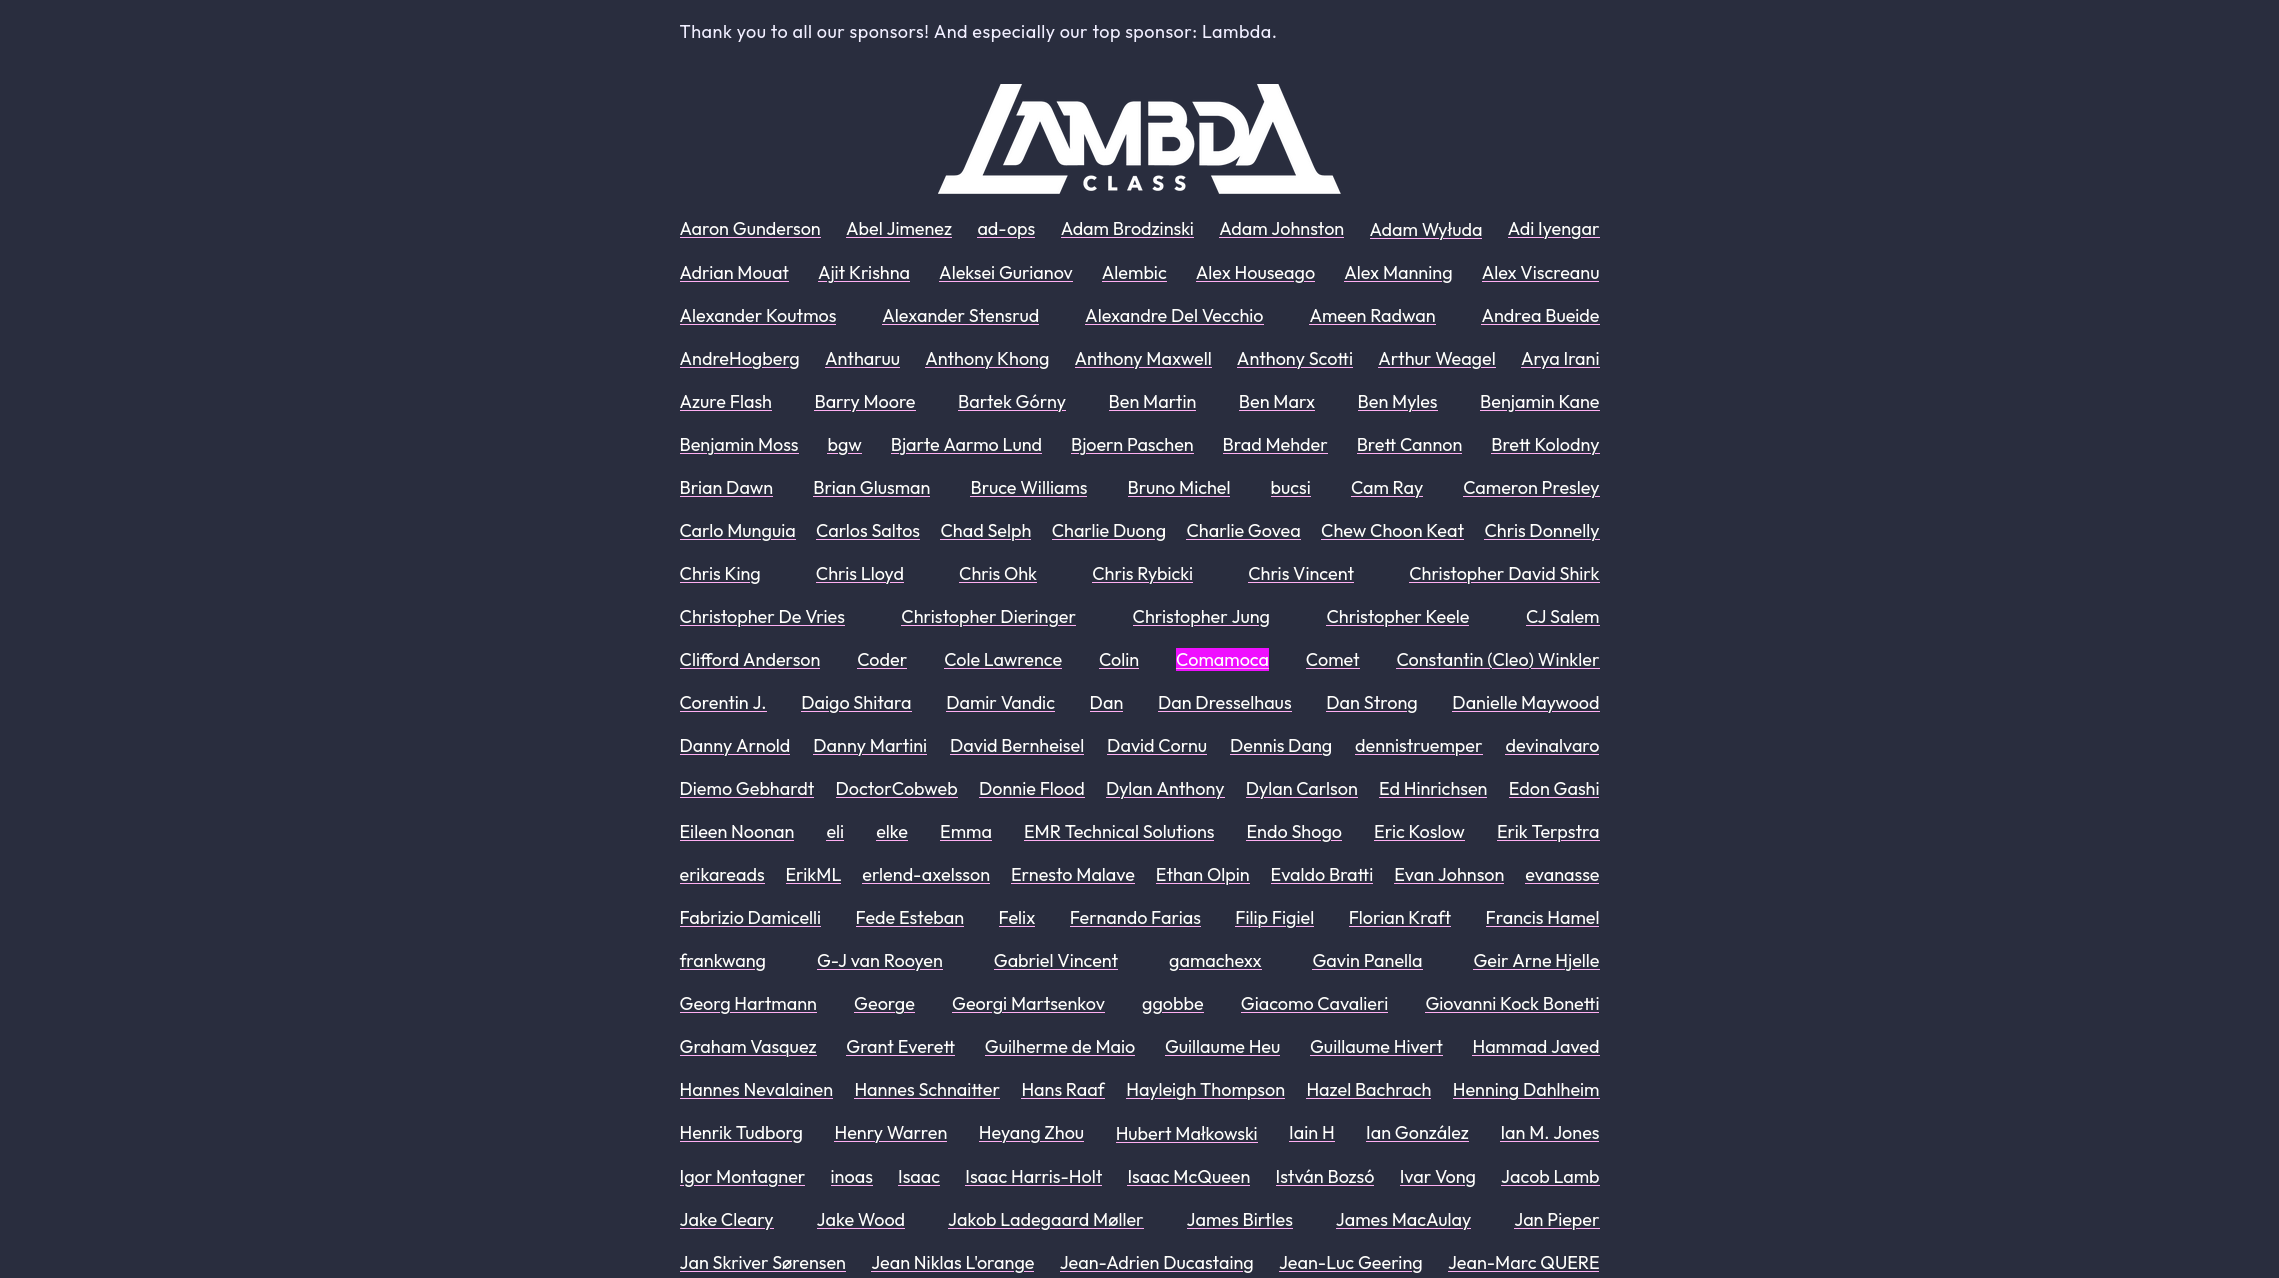 Thank you to all our sponsors! And especially our top sponsor: Lambda.
LAMBDA
CLASS
Aaron Gunderson Abel Jimenez ad-ops Adam Brodzinski Adam Johnston Adam Wyłuda Adi Iyengar
Adrian Mouat Ajit Krishna Aleksei Gurianov Alembic Alex Houseago Alex Manning Alex Viscreanu
Alexander Koutmos Alexander Stensrud Alexandre Del Vecchio Ameen Radwan Andrea Bueide
AndreHogberg Antharuu Anthony Khong Anthony Maxwell Anthony Scotti Arthur Weagel Arya Irani
Azure Flash Barry Moore Bartek Górny Ben Martin Ben Marx Ben Myles Benjamin Kane
Benjamin Moss bgw Bjarte Aarmo Lund Bjoern Paschen Brad Mehder Brett Cannon Brett Kolodny
Brian Dawn Brian Glusman Bruce Williams Bruno Michel bucsi Cam Ray Cameron Presley
Carlo Munguia Carlos Saltos Chad Selph Charlie Duong Charlie Govea Chew Choon Keat Chris Donnelly
Chris King Chris Lloyd Chris Ohk Chris Rybicki Chris Vincent Christopher David Shirk
Christopher De Vries Christopher Dieringer Christopher Jung Christopher Keele CJ Salem
Clifford Anderson Coder Cole Lawrence Colin Comamoca Comet Constantin (Cleo) Winkler
Corentin J. Daigo Shitara Damir Vandic Dan Dan Dresselhaus Dan Strong Danielle Maywood
Danny Arnold Danny Martini David Bernheisel David Cornu Dennis Dang dennistruemper devinalvaro
Diemo Gebhardt DoctorCobweb Donnie Flood Dylan Anthony Dylan Carlson Ed Hinrichsen Edon Gashi
Eileen Noonan eli elke Emma EMR Technical Solutions Endo Shogo Eric Koslow Erik Terpstra
erikareads ErikML erlend-axelsson Ernesto Malave Ethan Olpin Evaldo Bratti Evan Johnson evanasse
Fabrizio Damicelli Fede Esteban Felix Fernando Farias Filip Figiel Florian Kraft Francis Hamel
frankwang G-J van Rooyen Gabriel Vincent gamachexx Gavin Panella Geir Arne Hjelle
Georg Hartmann George Georgi Martsenkov ggobbe Giacomo Cavalieri Giovanni Kock Bonetti
Graham Vasquez Grant Everett Guilherme de Maio Guillaume Heu Guillaume Hivert Hammad Javed
Hannes Nevalainen Hannes Schnaitter Hans Raaf Hayleigh Thompson Hazel Bachrach Henning Dahlheim
Henrik Tudborg Henry Warren Heyang Zhou Hubert Małkowski Iain H Ian González Ian M. Jones
Igor Montagner inoas Isaac Isaac Harris-Holt Isaac McQueen István Bozsó Ivar Vong Jacob Lamb
Jake Cleary Jake Wood Jakob Ladegaard Møller James Birtles James MacAulay Jan Pieper
Jan Skriver Sørensen Jean Niklas L'orange Jean-Adrien Ducastaing Jean-Luc Geering Jean-Marc QUERE